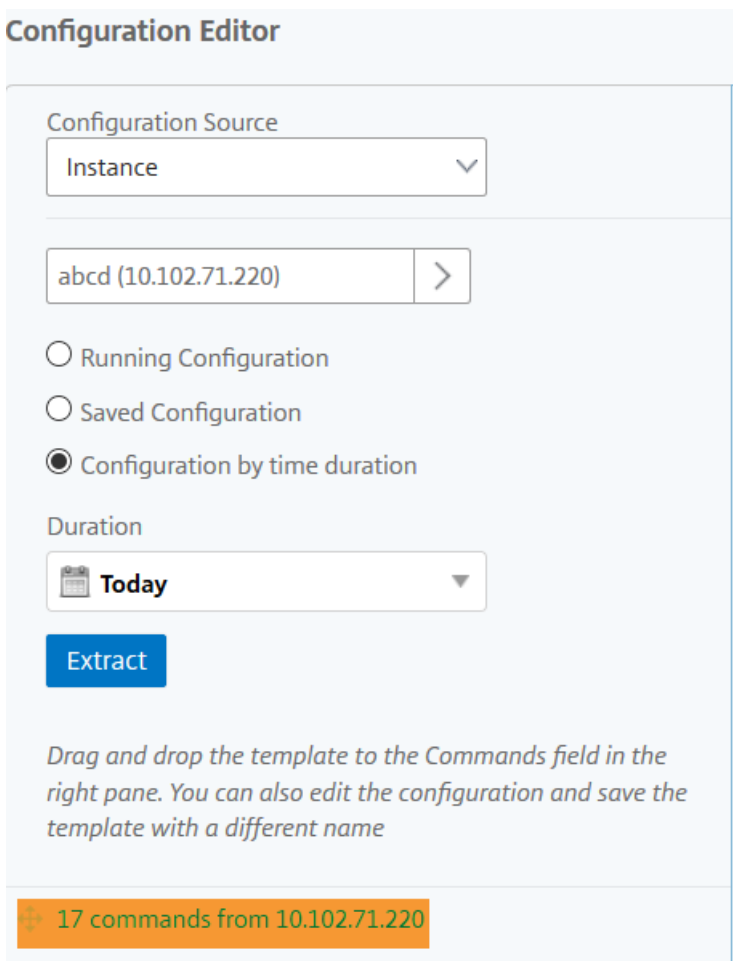 Configuration Editor
Configuration Source
Instance
abcd (10.102.71.220)
Running Configuration
Saved Configuration
Configuration by time duration
Duration
Today
Extract
Drag and drop the template to the Commands field in the
right pane. You can also edit the configuration and save the
template with a different name
17 commands from 10.102.71.220